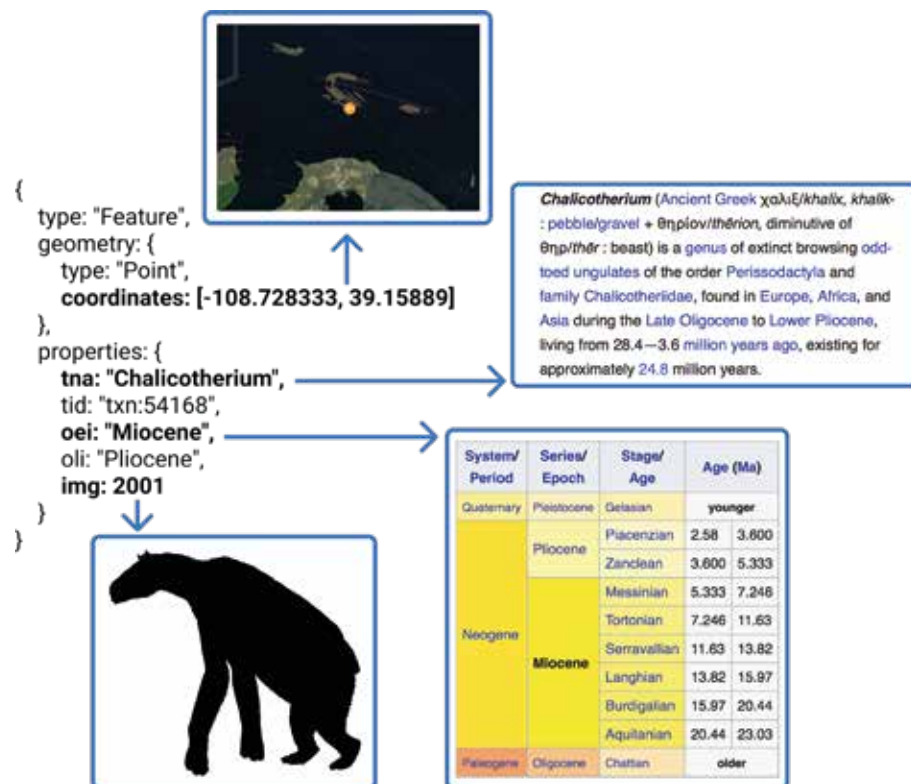 {
type: "Feature",
geometry: {
type: "Point",
coordinates: [-108.728333, 39.15889]
},
properties: {
tna: "Chalicotherium",
tid: "txn:54168",
oei: "Miocene",
oli: "Pliocene",
img: 2001
}
}
Chalicotherium (Ancient Greek χαλιξ/khalix, khalik-
: pebble/gravel + θηρίον/thērion, diminutive of
θηρ/thēr : beast) is a genus of extinct browsing odd-
toed ungulates of the order Perissodactyla and
family Chalicotheriidae, found in Europe, Africa, and
Asia during the Late Oligocene to Lower Pliocene,
living from 28.4—3.6 million years ago, existing for
approximately 24.8 million years.
System/ Series/ Stage/ Age (Ma)
Period Epoch Age
Quaternary Pleistocene Gelasian younger
Neogene Pliocene Piacenzian 2.58 3.600
Zanclean 3.600 5.333
Miocene Messinian 5.333 7.246
Tortonian 7.246 11.63
Serravallian 11.63 13.82
Langhian 13.82 15.97
Burdigalian 15.97 20.44
Aquitanian 20.44 23.03
Paleogene Oligocene Chattian older